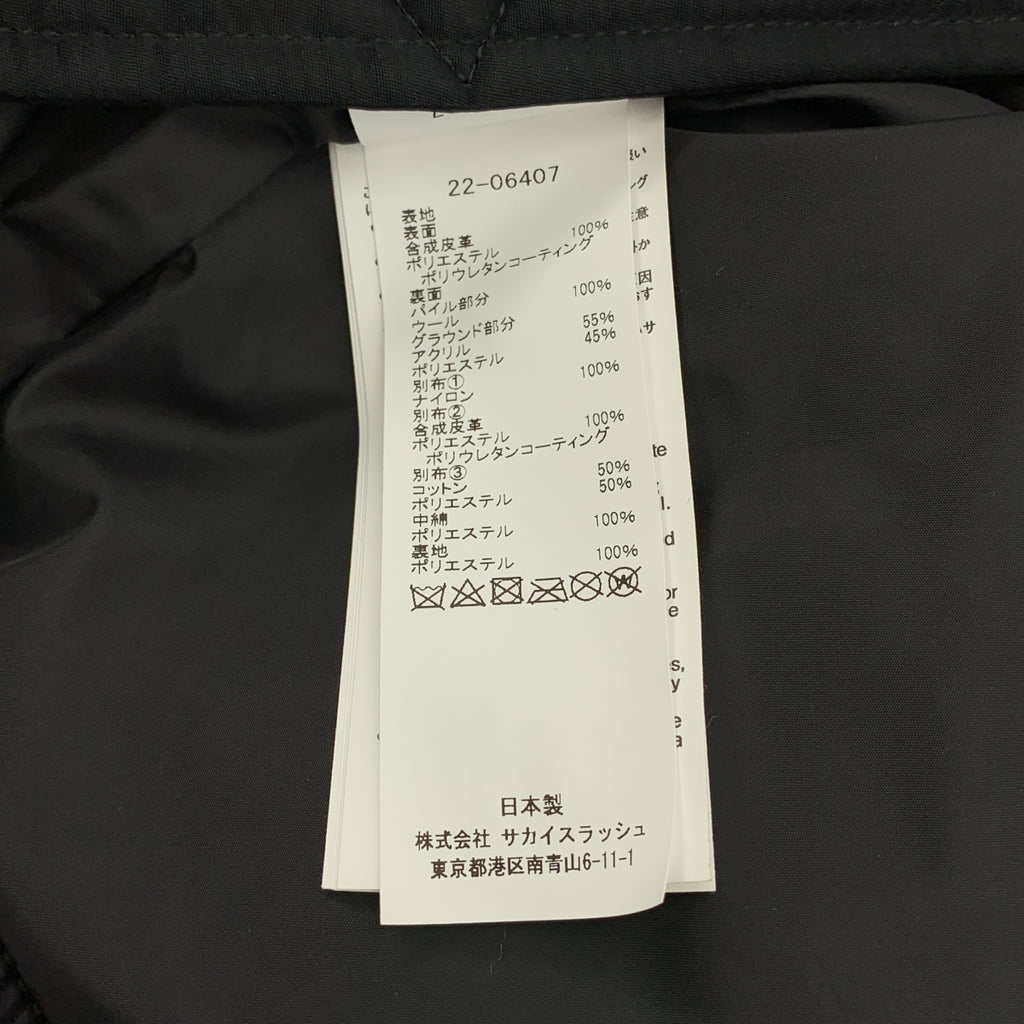 22-06407
表地
表面
合成皮革
ポリエステル 100%
ポリウレタンコーティング
裏面
パイル部分
ウール 100%
グラウンド部分
アクリル 55%
ポリエステル 45%
別布①
ナイロン 100%
別布②
合成皮革
ポリエステル 100%
ポリウレタンコーティング
別布③
コットン 50%
ポリエステル 50%
中綿
ポリエステル 100%
裏地
ポリエステル 100%
日本製
株式会社 サカイスラッシュ
東京都港区南青山6-11-1